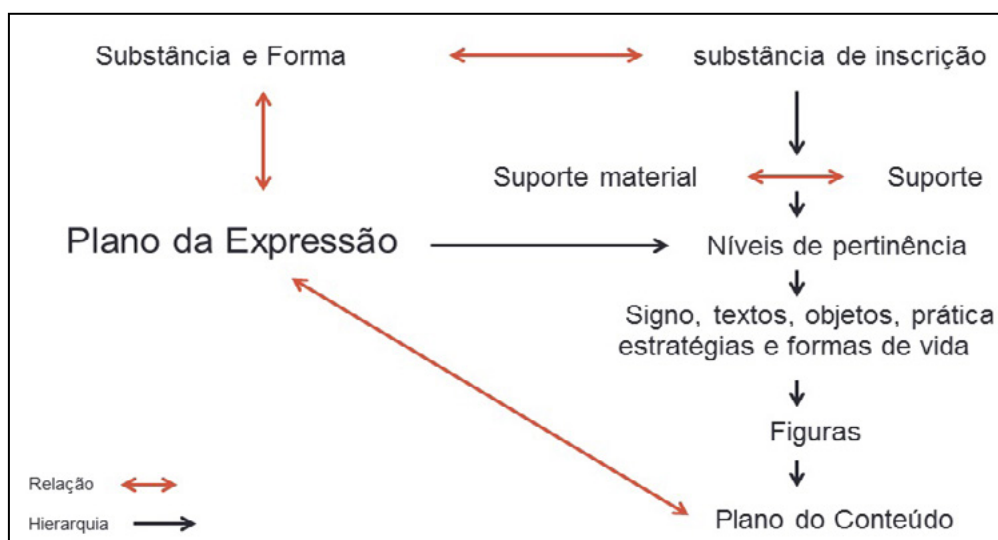 Substância e Forma
substância de inscrição
Suporte material
Suporte
Plano da Expressão
Níveis de pertinência
Signo, textos, objetos, prática
estratégias e formas de vida
Figuras
Relação
Hierarquia
Plano do Conteúdo